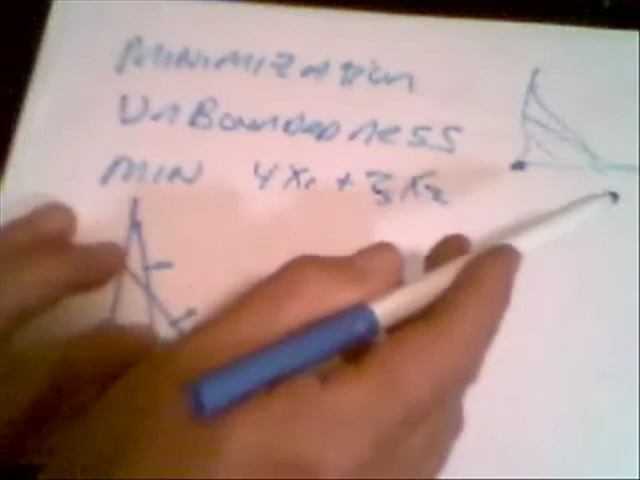 MINIMIZATION
UNBOUNDEDNESS
MIN 4X₁ + 3X₂